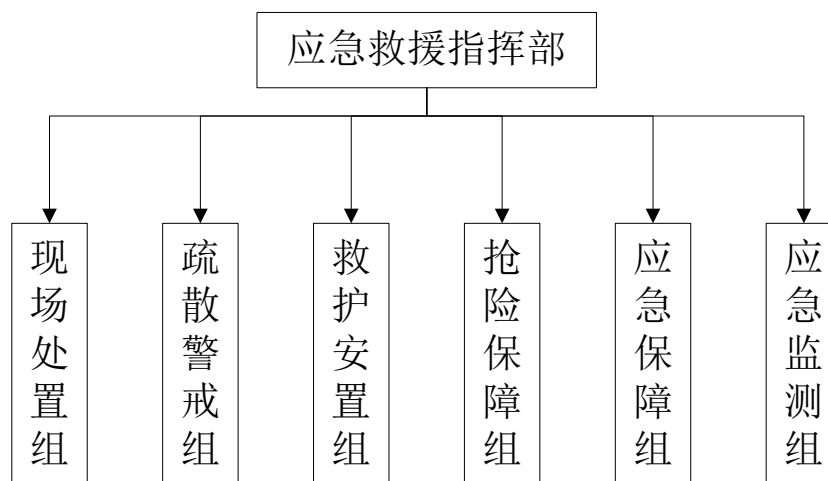 应急救援指挥部
现场处置组
疏散警戒组
救护安置组
抢险保障组
应急保障组
应急监测组